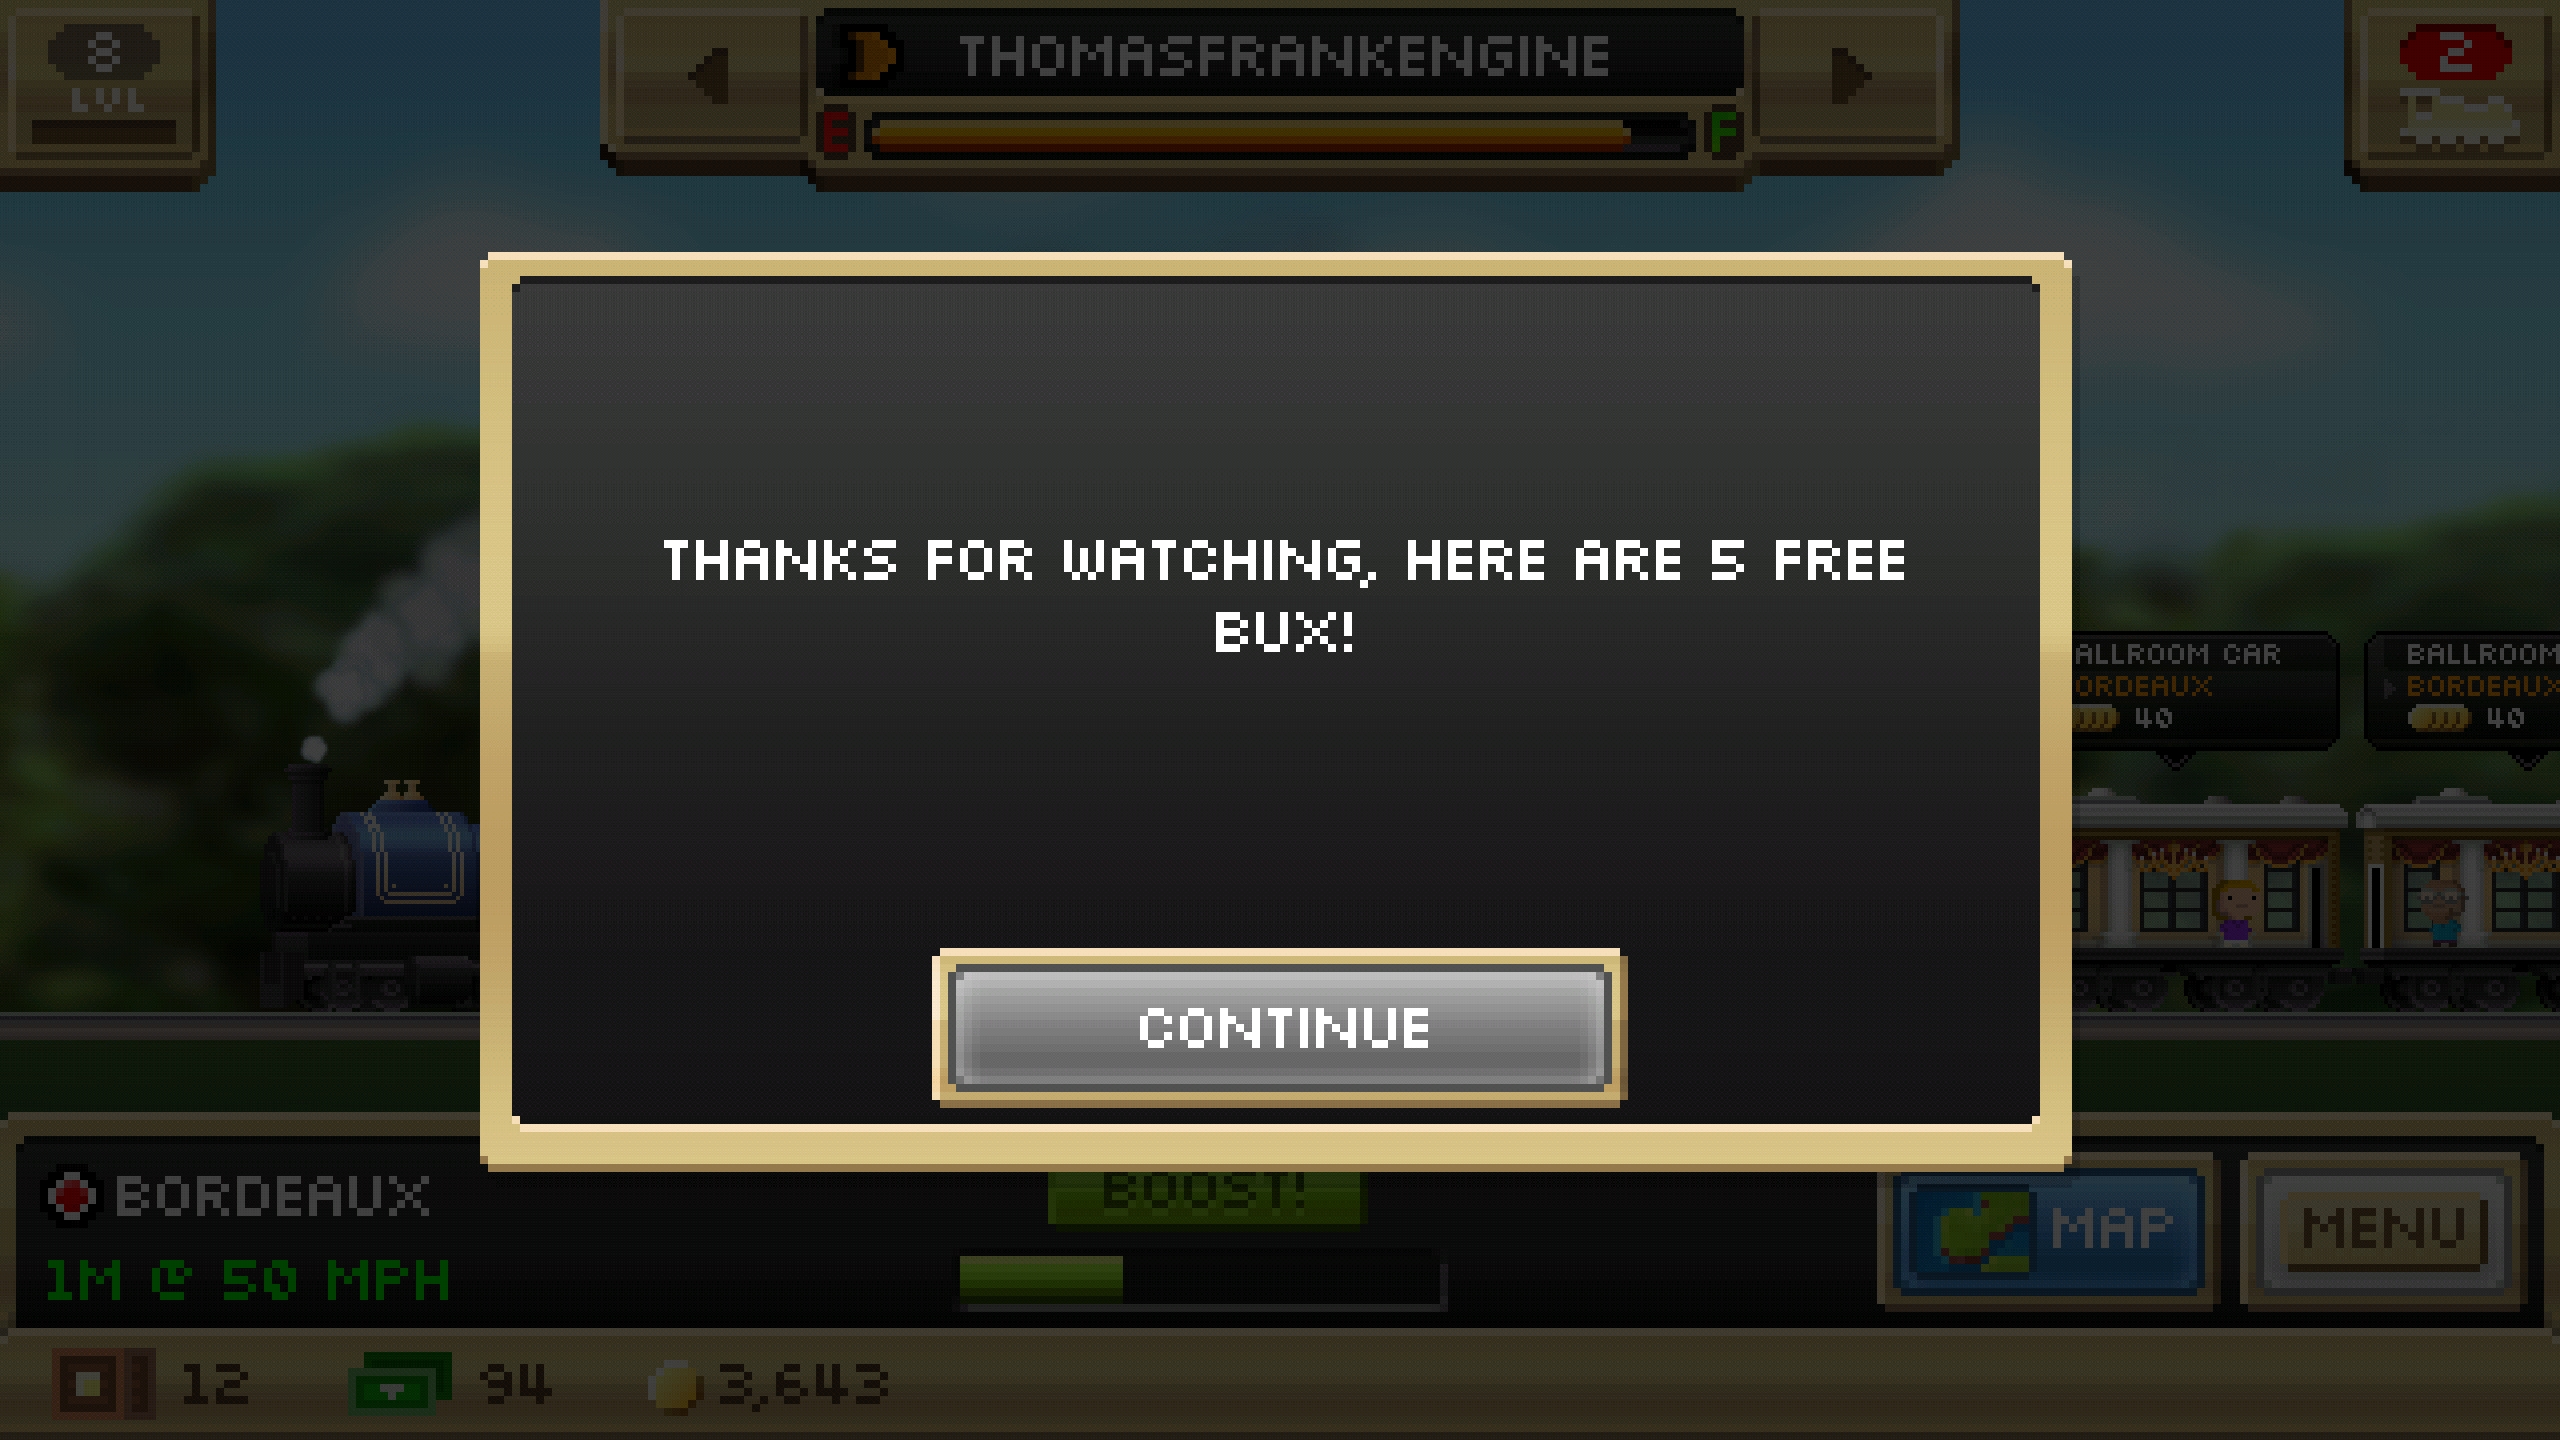 8
LVL
THOMASFRANKENGINE
E
F
2
THANKS FOR WATCHING, HERE ARE 5 FREE
BUX!
CONTINUE
ALLROOM CAR
ORDEAUX
40
BALLROOM
BORDEAUX
40
BORDEAUX
1M @ 50 MPH
BOOST!
MAP
MENU
12
94
3,643